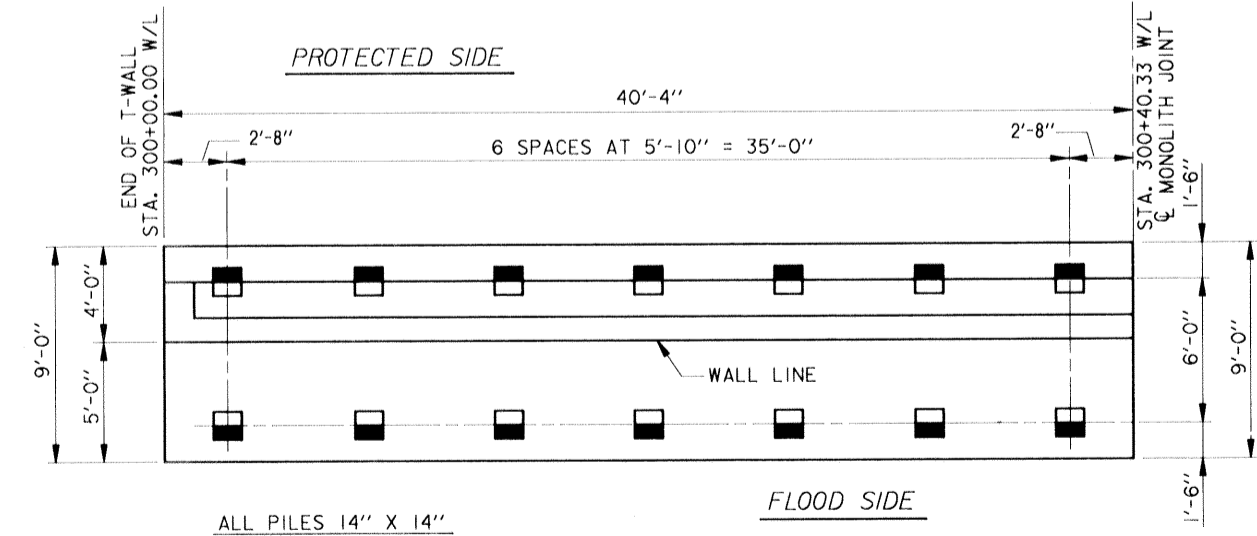 PROTECTED SIDE
END OF T-WALL
STA. 300+00.00 W/L
40'-4"
2'-8"
6 SPACES AT 5'-10" = 35'-0"
2'-8"
STA. 300+40.33 W/L
℄ MONOLITH JOINT
1'-6"
9'-0"
4'-0"
5'-0"
6'-0"
9'-0"
WALL LINE
1'-6"
FLOOD SIDE
ALL PILES 14" X 14"